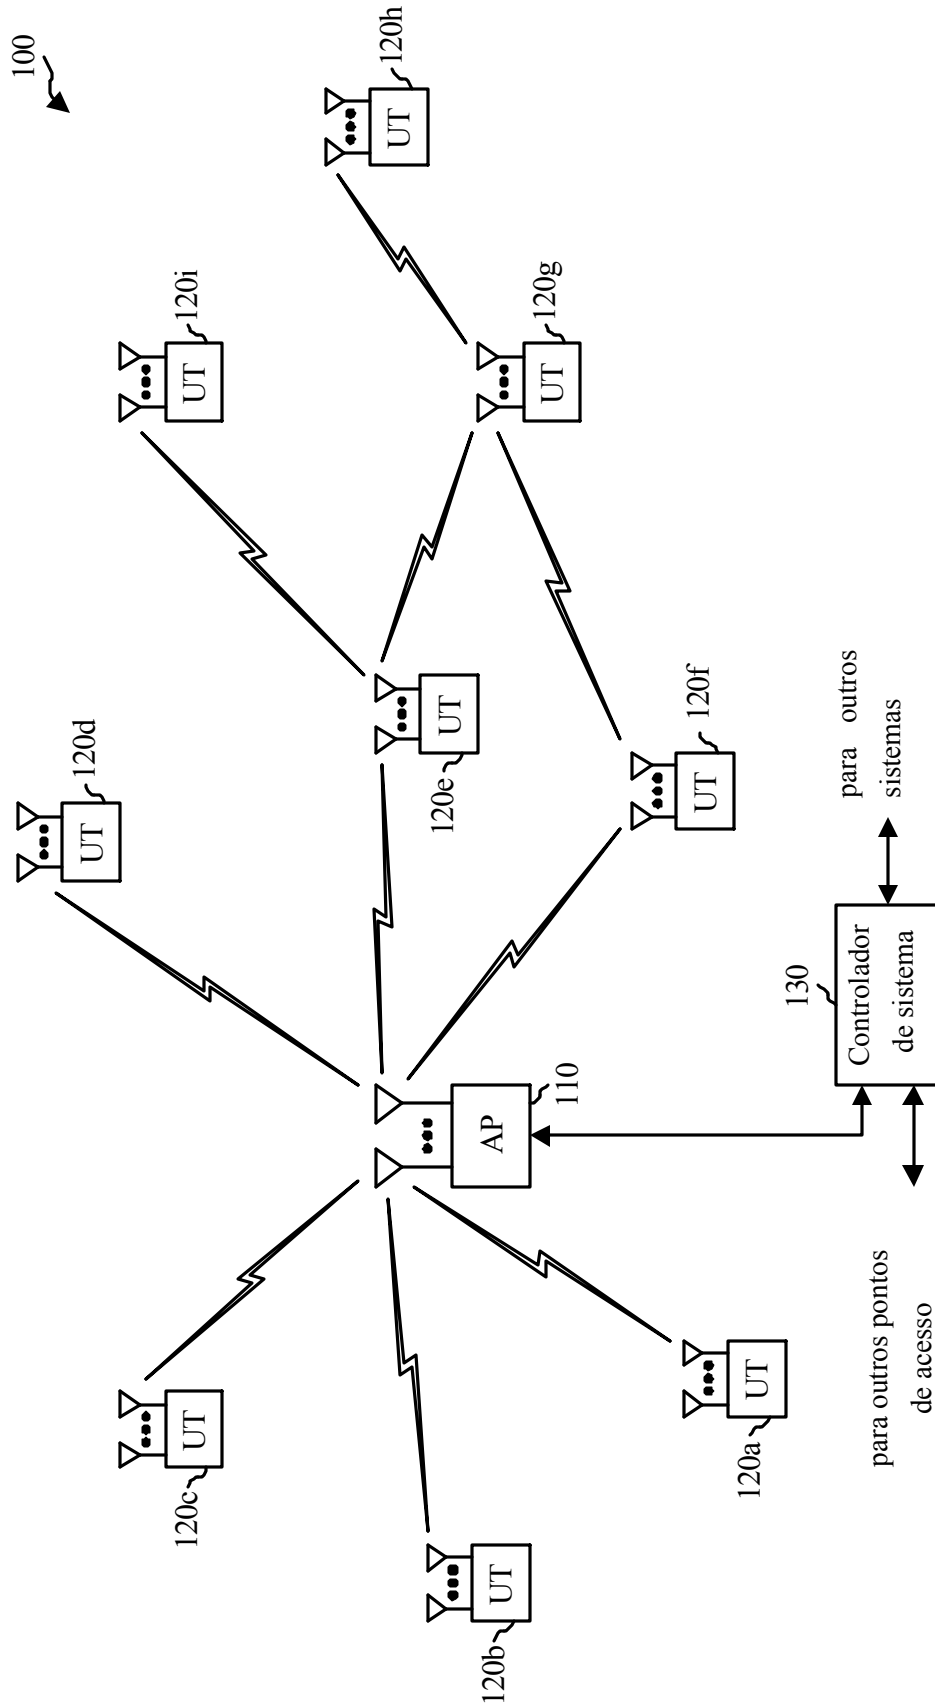 100
120d
UT
120i
UT
120c
UT
120h
UT
120e
UT
110
AP
120b
UT
120g
UT
120f
UT
120a
UT
130
Controlador
de sistema
para outros
sistemas
para outros pontos
de acesso